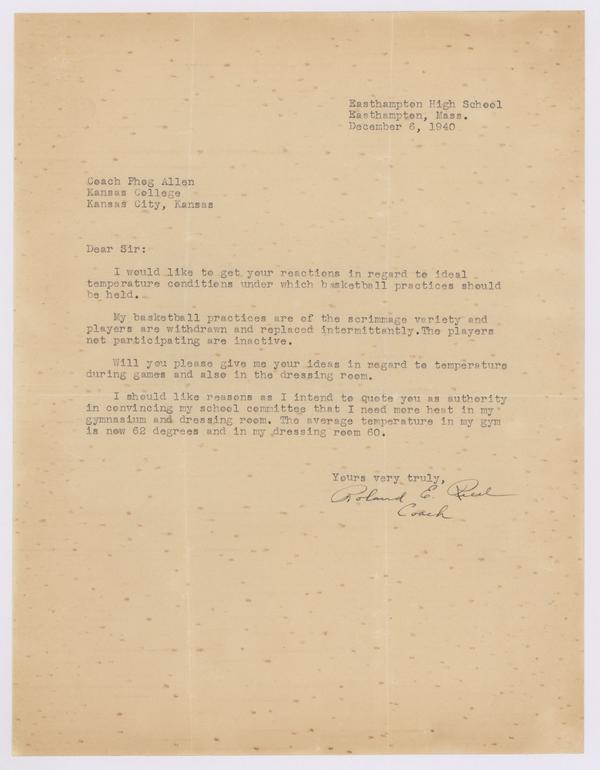 Easthampton High School
Easthampton, Mass.
December 6, 1940
Coach Phog Allen
Kansas College
Kansas City, Kansas
Dear Sir:
I would like to get your reactions in regard to ideal
temperature conditions under which basketball practices should
be held.
My basketball practices are of the scrimmage variety and
players are withdrawn and replaced intermittantly.The players
not participating are inactive.
Will you please give me your ideas in regard to temperature
during games and also in the dressing room.
I should like reasons as I intend to quote you as authority
in convincing my school committee that I need more heat in my
gymnasium and dressing room. The average temperature in my gym
is now 62 degrees and in my dressing room 60.
Yours very truly,
Roland E.
Coach